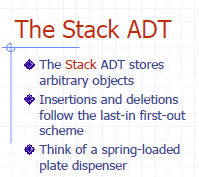 The Stack ADT
The Stack ADT stores
arbitrary objects
Insertions and deletions
follow the last-in first-out
scheme
Think of a spring-loaded
plate dispenser